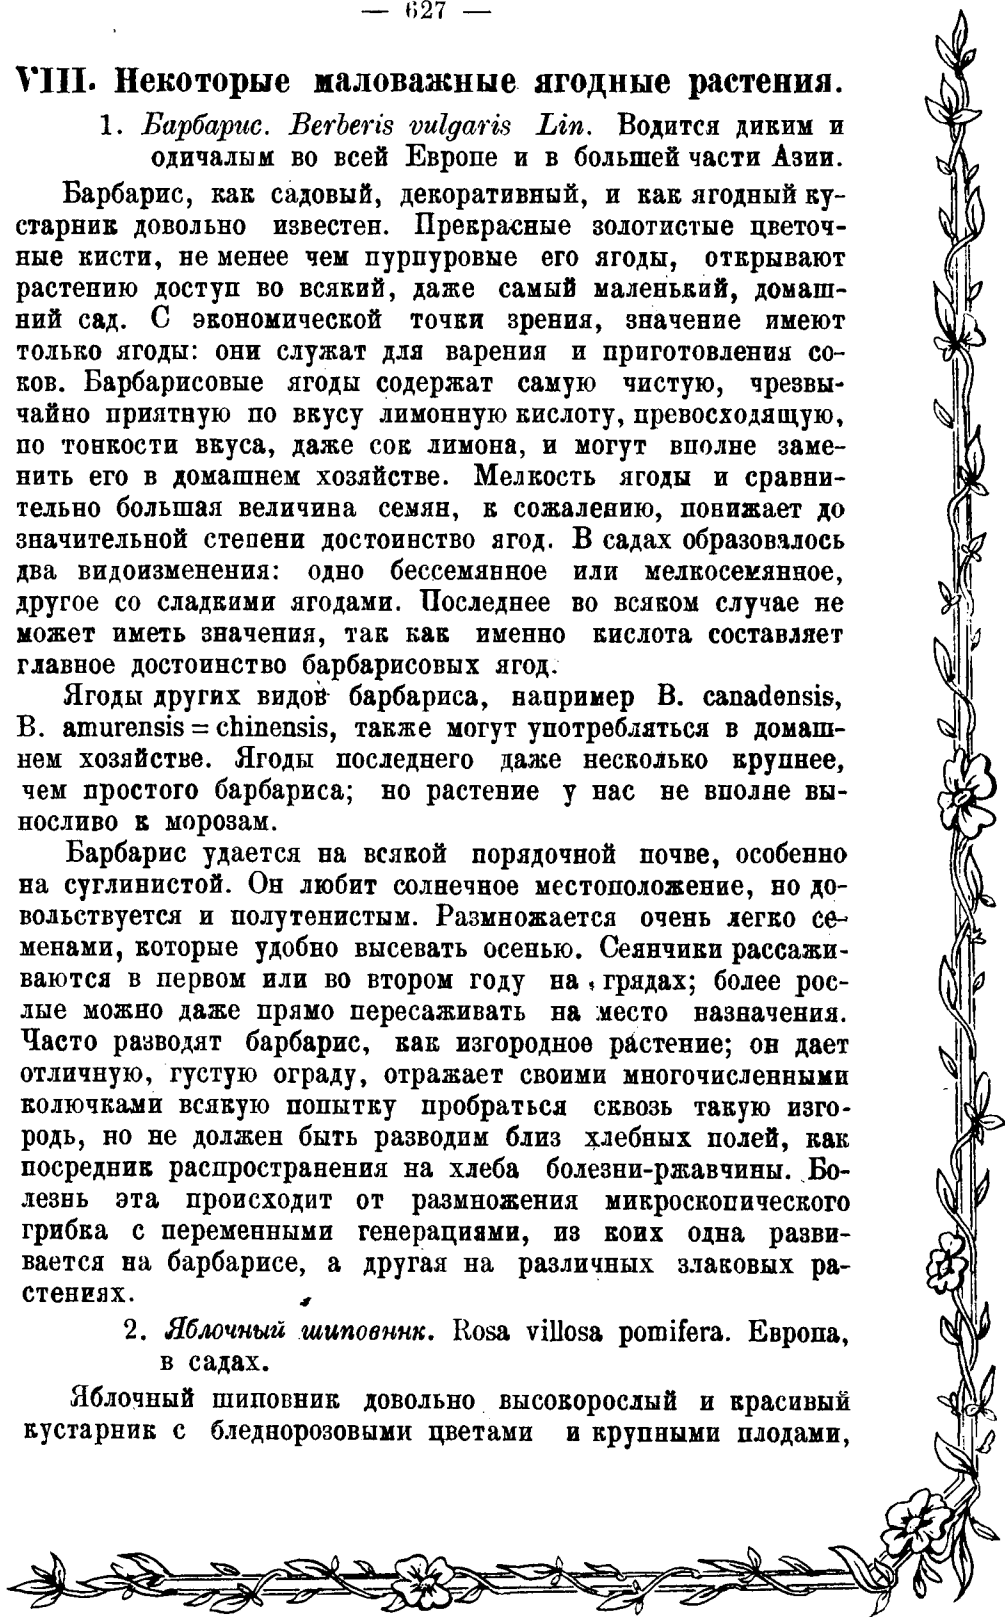 — 627 —
VIII. Некоторые маловажные ягодные растения.
1. Барбарис. Berberis vulgaris Lin. Водится диким и
одичалым во всей Европе и в большей части Азии.
Барбарис, как садовый, декоративный, и как ягодный ку-
старник довольно известен. Прекрасные золотистые цветоч-
ные кисти, не менее чем пурпуровые его ягоды, открывают
растению доступ во всякий, даже самый маленький, домаш-
ний сад. С экономической точки зрения, значение имеют
только ягоды: они служат для варения и приготовления со-
ков. Барбарисовые ягоды содержат самую чистую, чрезвы-
чайно приятную по вкусу лимонную кислоту, превосходящую,
по тонкости вкуса, даже сок лимона, и могут вполне заме-
нить его в домашнем хозяйстве. Мелкость ягоды и сравни-
тельно большая величина семян, к сожалению, понижает до
значительной степени достоинство ягод. В садах образовалось
два видоизменения: одно бессемянное или мелкосемянное,
другое со сладкими ягодами. Последнее во всяком случае не
может иметь значения, так как именно кислота составляет
главное достоинство барбарисовых ягод.
Ягоды других видов барбариса, например B. canadensis,
B. amurensis = chinensis, также могут употребляться в домаш-
нем хозяйстве. Ягоды последнего даже несколько крупнее,
чем простого барбариса; но растение у нас не вполне вы-
носливо к морозам.
Барбарис удается на всякой порядочной почве, особенно
на суглинистой. Он любит солнечное местоположение, но до-
вольствуется и полутенистым. Размножается очень легко се-
менами, которые удобно высевать осенью. Сеянчики рассажи-
ваются в первом или во втором году на грядах; более рос-
лые можно даже прямо пересаживать на место назначения.
Часто разводят барбарис, как изгородное растение; он дает
отличную, густую ограду, отражает своими многочисленными
колючками всякую попытку пробраться сквозь такую изго-
родь, но не должен быть разводим близ хлебных полей, как
посредник распространения на хлеба болезни-ржавчины. Бо-
лезнь эта происходит от размножения микроскопического
грибка с переменными генерациями, из коих одна разви-
вается на барбарисе, а другая на различных злаковых ра-
стениях.
2. Яблочный шиповник. Rosa villosa pomifera. Европа,
в садах.
Яблочный шиповник довольно высокорослый и красивый
кустарник с бледнорозовыми цветами и крупными плодами,